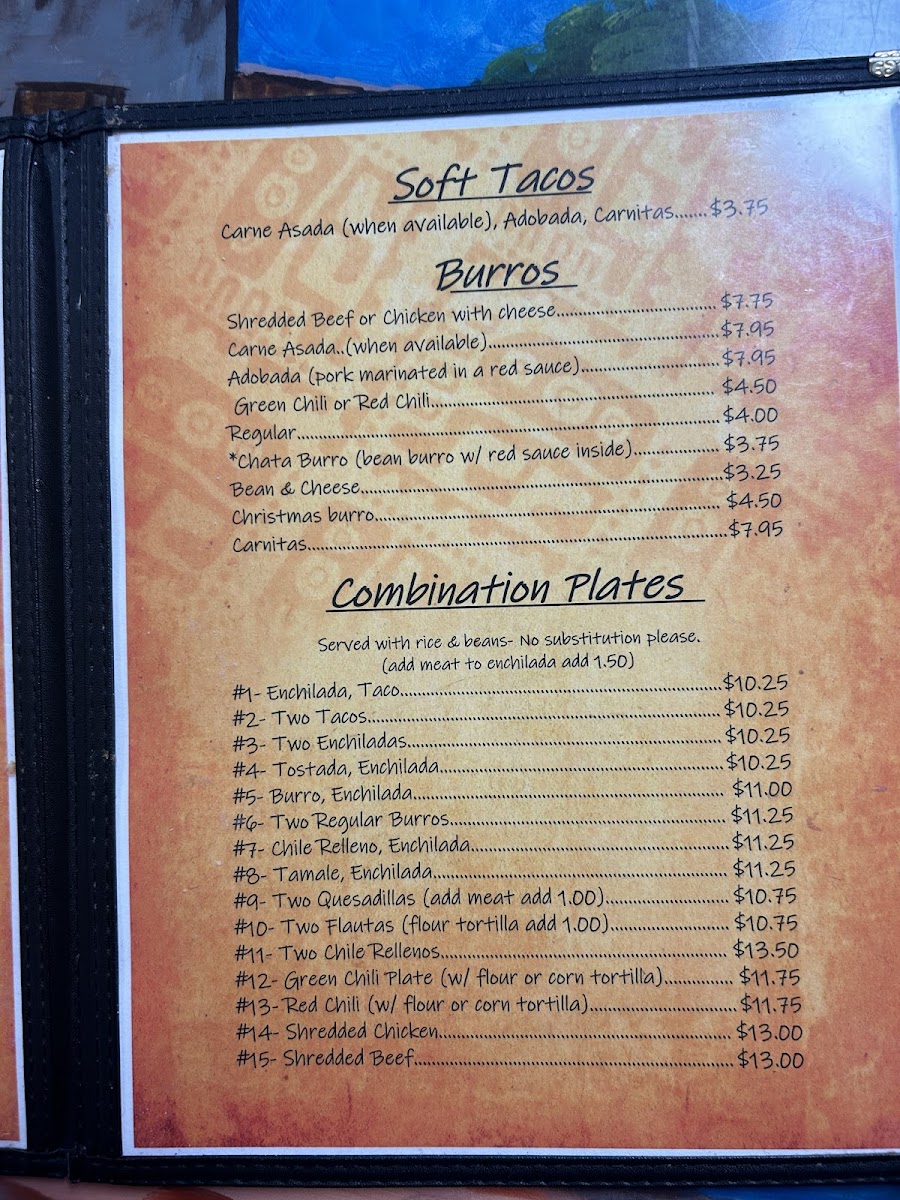 Soft Tacos
Carne Asada (when available), Adobada, Carnitas.......$3.75
Burros
Shredded Beef or Chicken with cheese.......$7.75
Carne Asada..(when available).......$7.95
Adobada (pork marinated in a red sauce).......$7.95
Green Chili or Red Chili.......$4.50
Regular.......$4.00
*Chata Burro (bean burro w/ red sauce inside).......$3.75
Bean & Cheese.......$3.25
Christmas burro.......$4.50
Carnitas.......$7.95
Combination Plates
Served with rice & beans- No substitution please.
(add meat to enchilada add 1.50)
#1- Enchilada, Taco.......$10.25
#2- Two Tacos.......$10.25
#3- Two Enchiladas.......$10.25
#4- Tostada, Enchilada.......$10.25
#5- Burro, Enchilada.......$11.00
#6- Two Regular Burros.......$11.25
#7- Chile Relleno, Enchilada.......$11.25
#8- Tamale, Enchilada.......$11.25
#9- Two Quesadillas (add meat add 1.00).......$10.75
#10- Two Flautas (flour tortilla add 1.00).......$10.75
#11- Two Chile Rellenos.......$13.50
#12- Green Chili Plate (w/ flour or corn tortilla).......$11.75
#13- Red Chili (w/ flour or corn tortilla).......$11.75
#14- Shredded Chicken.......$13.00
#15- Shredded Beef.......$13.00